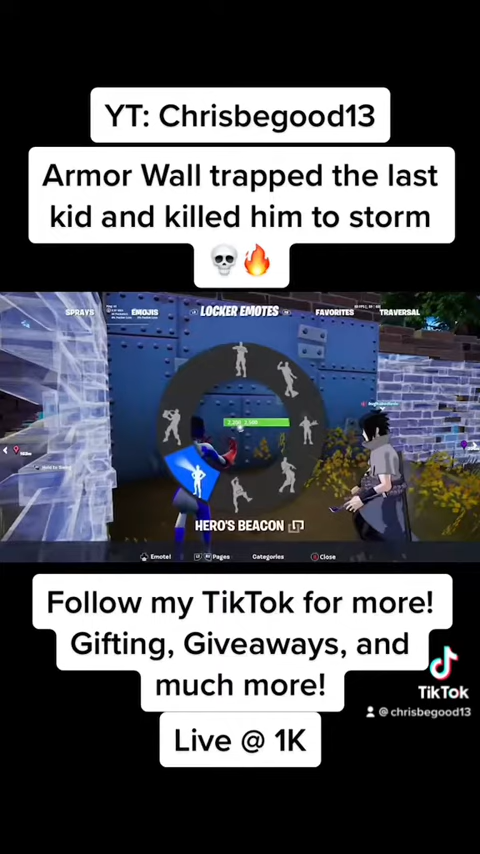 YT: Chrisbegood13
Armor Wall trapped the last
kid and killed him to storm
💀🔥
SPRAYS
EMOJIS
LOCKER EMOTES
FAVORITES
TRAVERSAL
HERO'S BEACON
Emote!
Pages
Categories
Close
Follow my TikTok for more!
Gifting, Giveaways, and
much more!
TikTok
@chrisbegood13
Live @ 1K